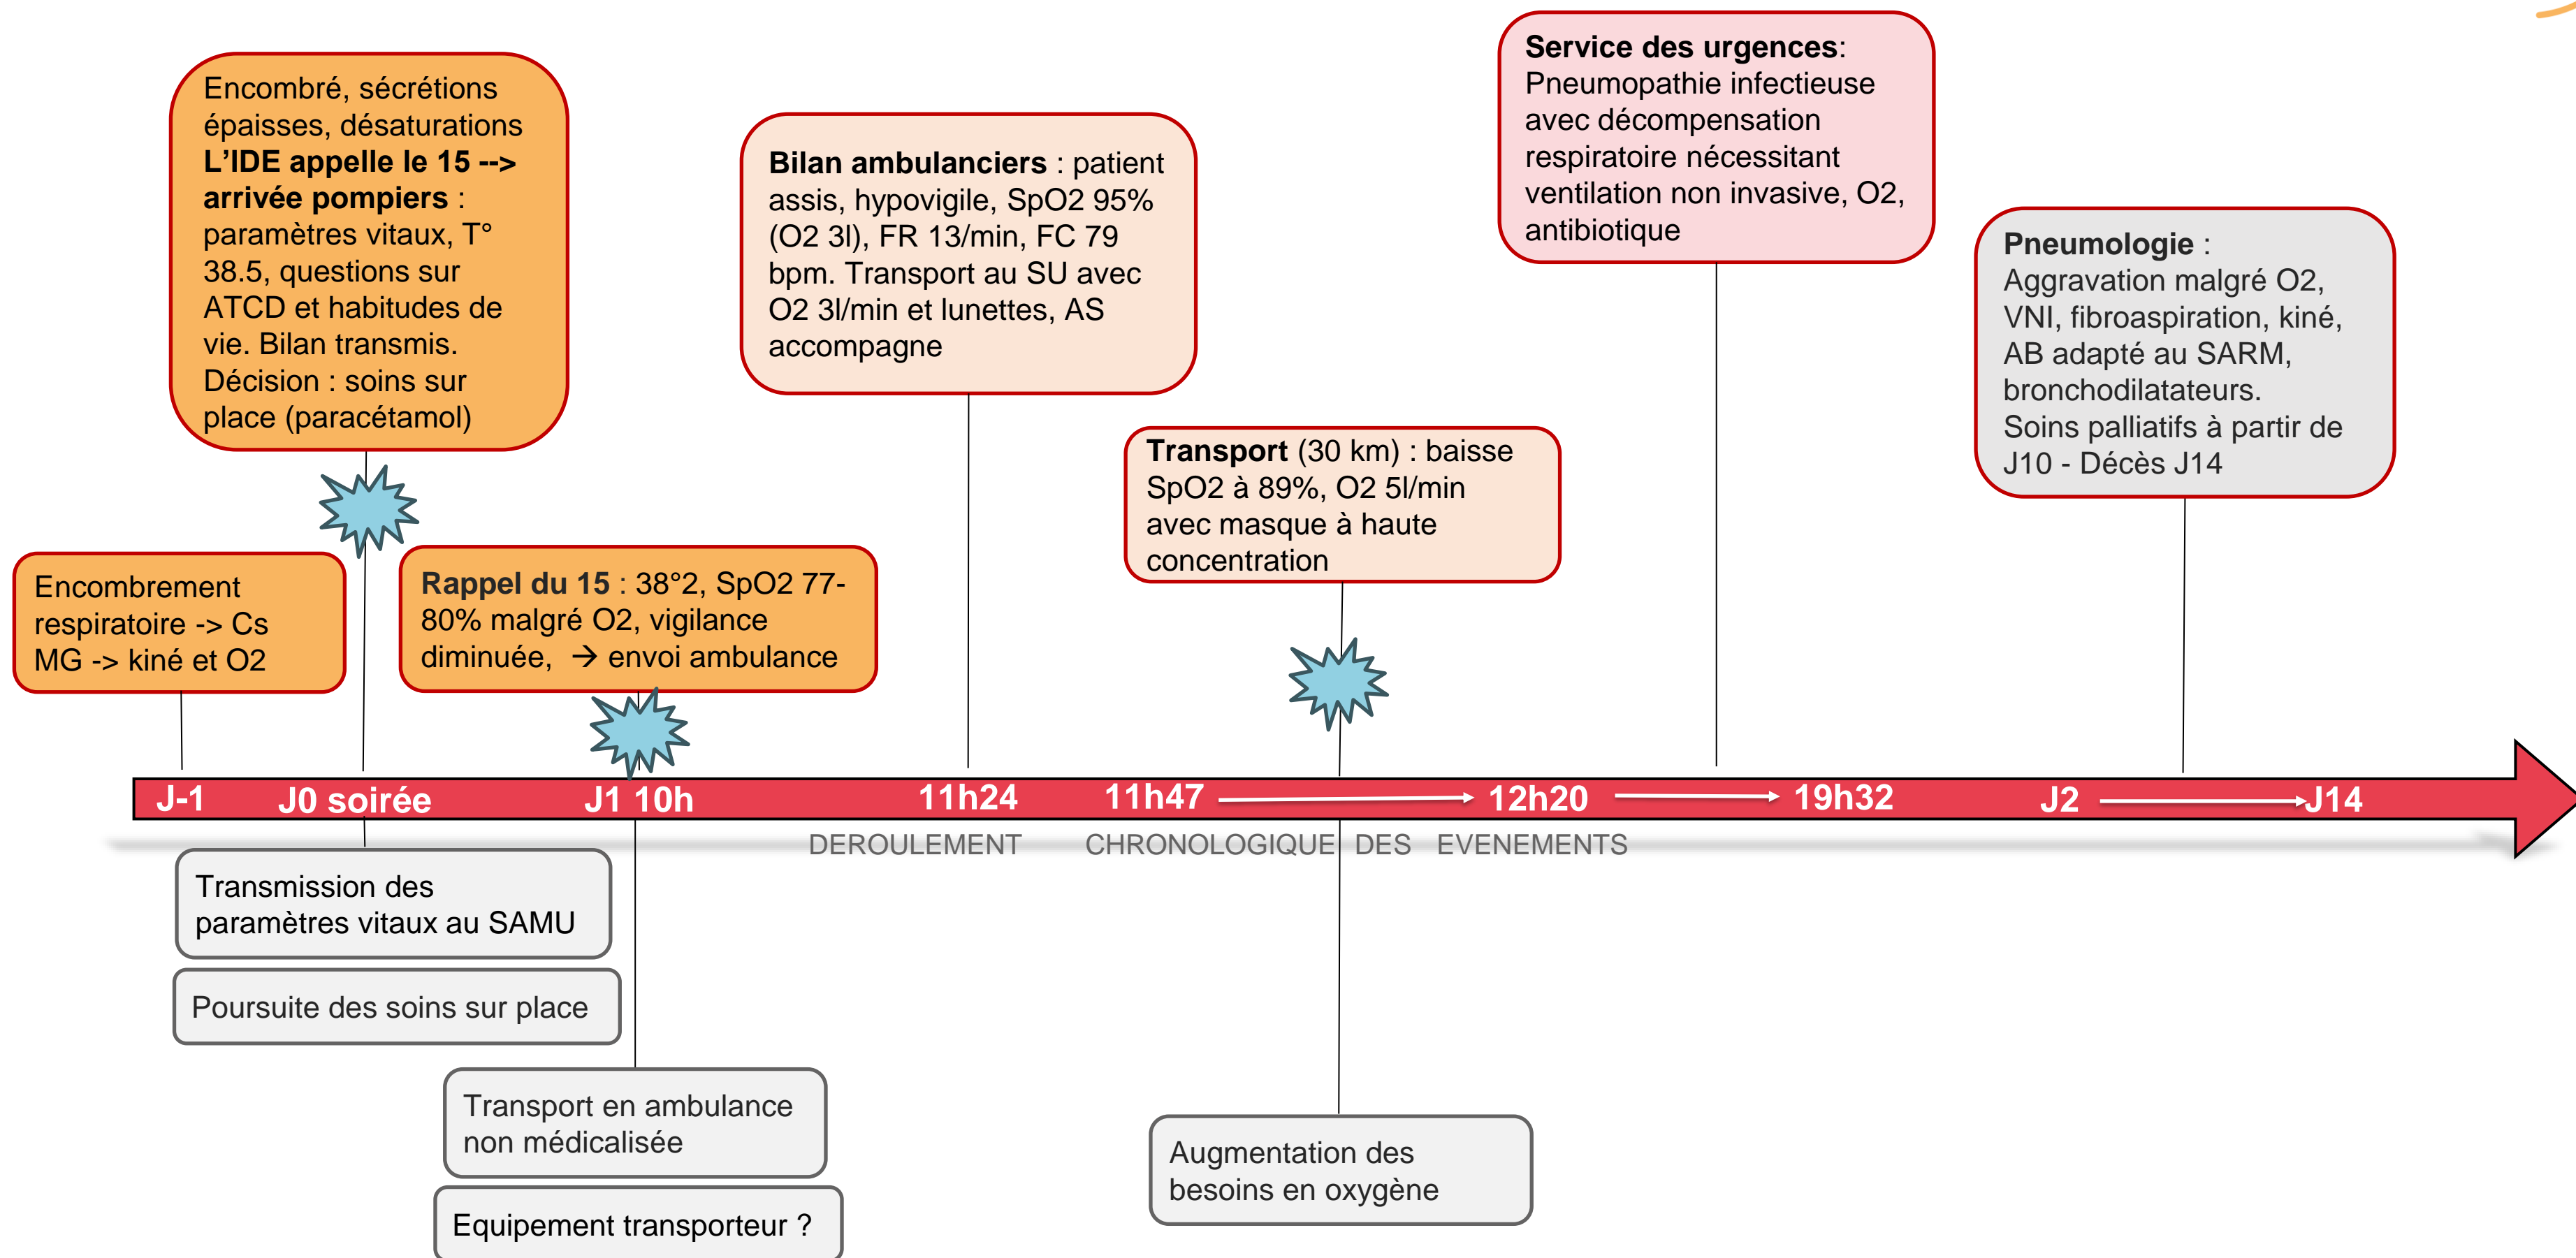 Encombré, sécrétions
épaisses, désaturations
L’IDE appelle le 15 -->
arrivée pompiers :
paramètres vitaux, T°
38.5, questions sur
ATCD et habitudes de
vie. Bilan transmis.
Décision : soins sur
place (paracétamol)
Bilan ambulanciers : patient
assis, hypovigile, SpO2 95%
(O2 3l), FR 13/min, FC 79
bpm. Transport au SU avec
O2 3l/min et lunettes, AS
accompagne
Service des urgences:
Pneumopathie infectieuse
avec décompensation
respiratoire nécessitant
ventilation non invasive, O2,
antibiotique
Pneumologie :
Aggravation malgré O2,
VNI, fibroaspiration, kiné,
AB adapté au SARM,
bronchodilatateurs.
Soins palliatifs à partir de
J10 - Décès J14
Transport (30 km) : baisse
SpO2 à 89%, O2 5l/min
avec masque à haute
concentration
Encombrement
respiratoire -> Cs
MG -> kiné et O2
Rappel du 15 : 38°2, SpO2 77-
80% malgré O2, vigilance
diminuée, → envoi ambulance
J-1 J0 soirée J1 10h 11h24 11h47 12h20 19h32 J2 J14
DEROULEMENT CHRONOLOGIQUE DES EVENEMENTS
Transmission des
paramètres vitaux au SAMU
Poursuite des soins sur place
Transport en ambulance
non médicalisée
Equipement transporteur ?
Augmentation des
besoins en oxygène